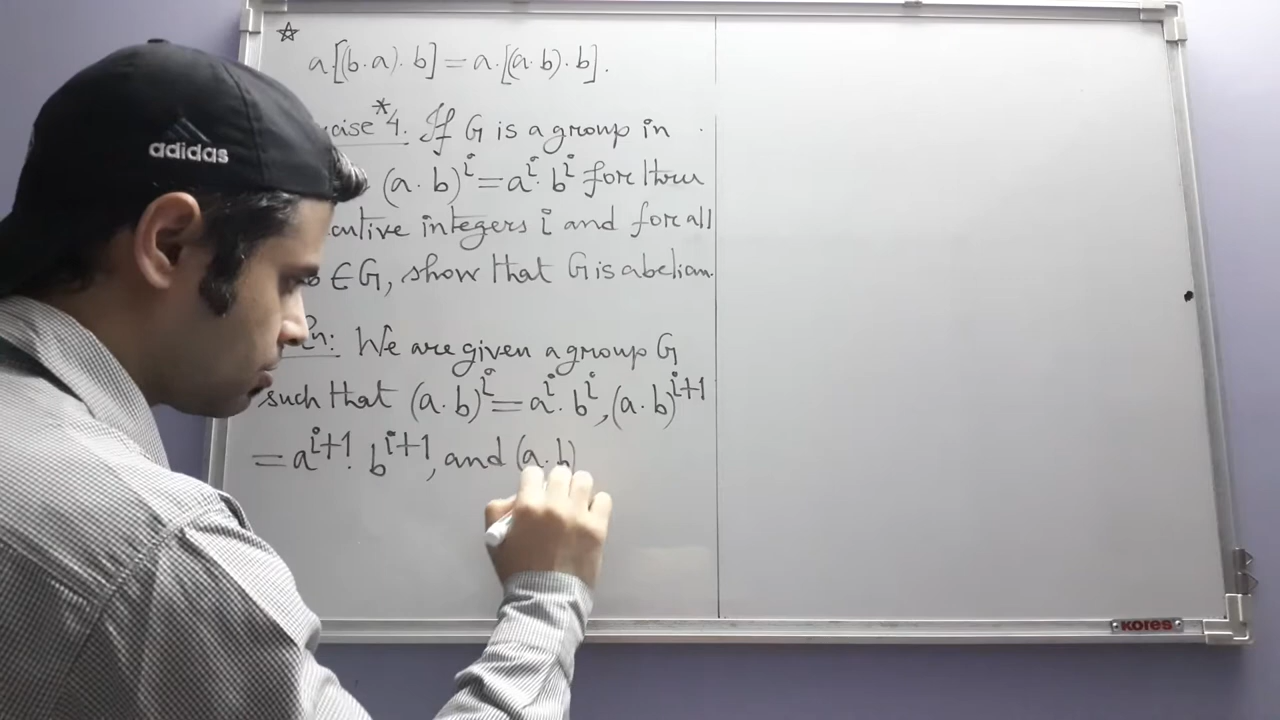 ☆
a[(b·a)·b]=a·[(a·b)·b].
*4. If G is a group in
(a·b)^i=a^i·b^i for
integers i and for all
∈G, show that G is abelian.
We are given a group G
such that (a·b)^i=a^i·b^i,(a·b)^i+1
=a^i+1·b^i+1, and (a·b)
adidas
KORES